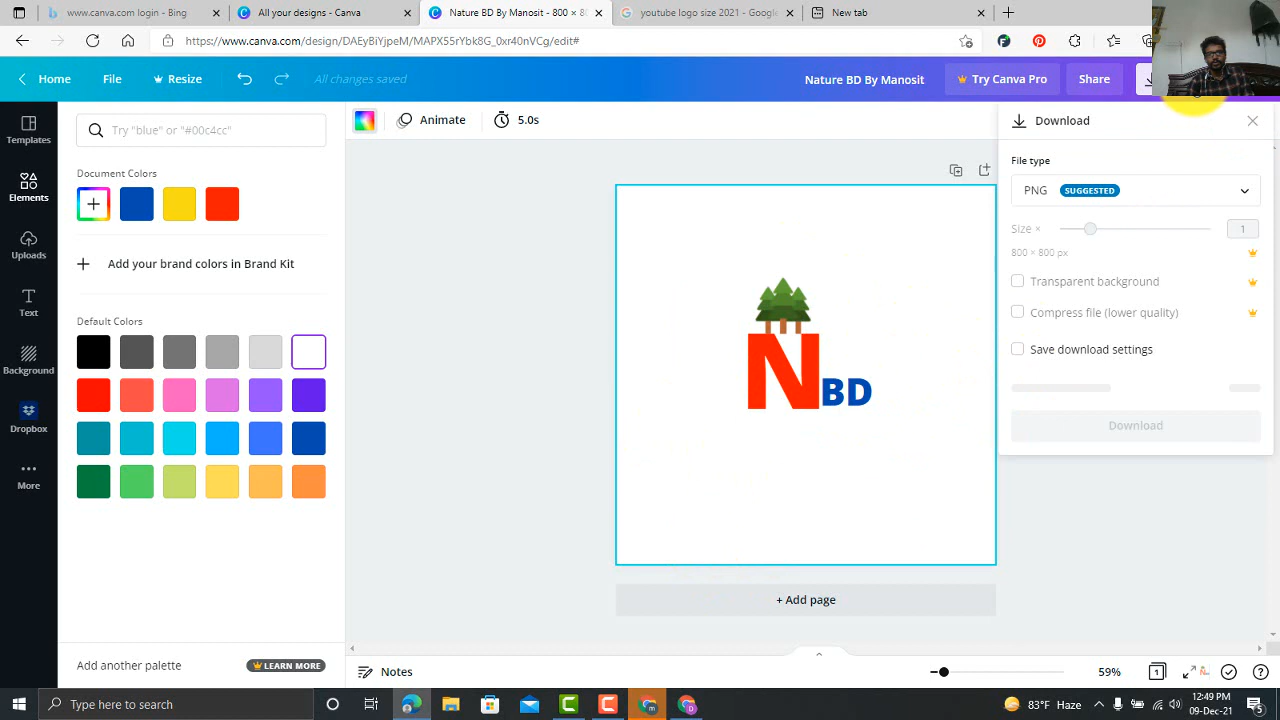 www.canva.com login - Bing
All your designs - Canva
Nature BD By Manosit - 800 × 80
youtube logo size 2021 - Google
New tab
https://www.canva.com/design/DAEyBiYjpeM/MAPX55rYbk8G_0xr40nVCg/edit#
Home
File
Resize
All changes saved
Nature BD By Manosit
Try Canva Pro
Share
Templates
Elements
Uploads
Text
Background
Dropbox
More
Try "blue" or "#00c4cc"
Document Colors
Add your brand colors in Brand Kit
Default Colors
Add another palette
LEARN MORE
Animate
5.0s
N BD
+ Add page
Download
File type
PNG SUGGESTED
Size × 1
800 × 800 px
Transparent background
Compress file (lower quality)
Save download settings
Download
Notes
59%
1
Type here to search
83°F Haze
12:49 PM
09-Dec-21